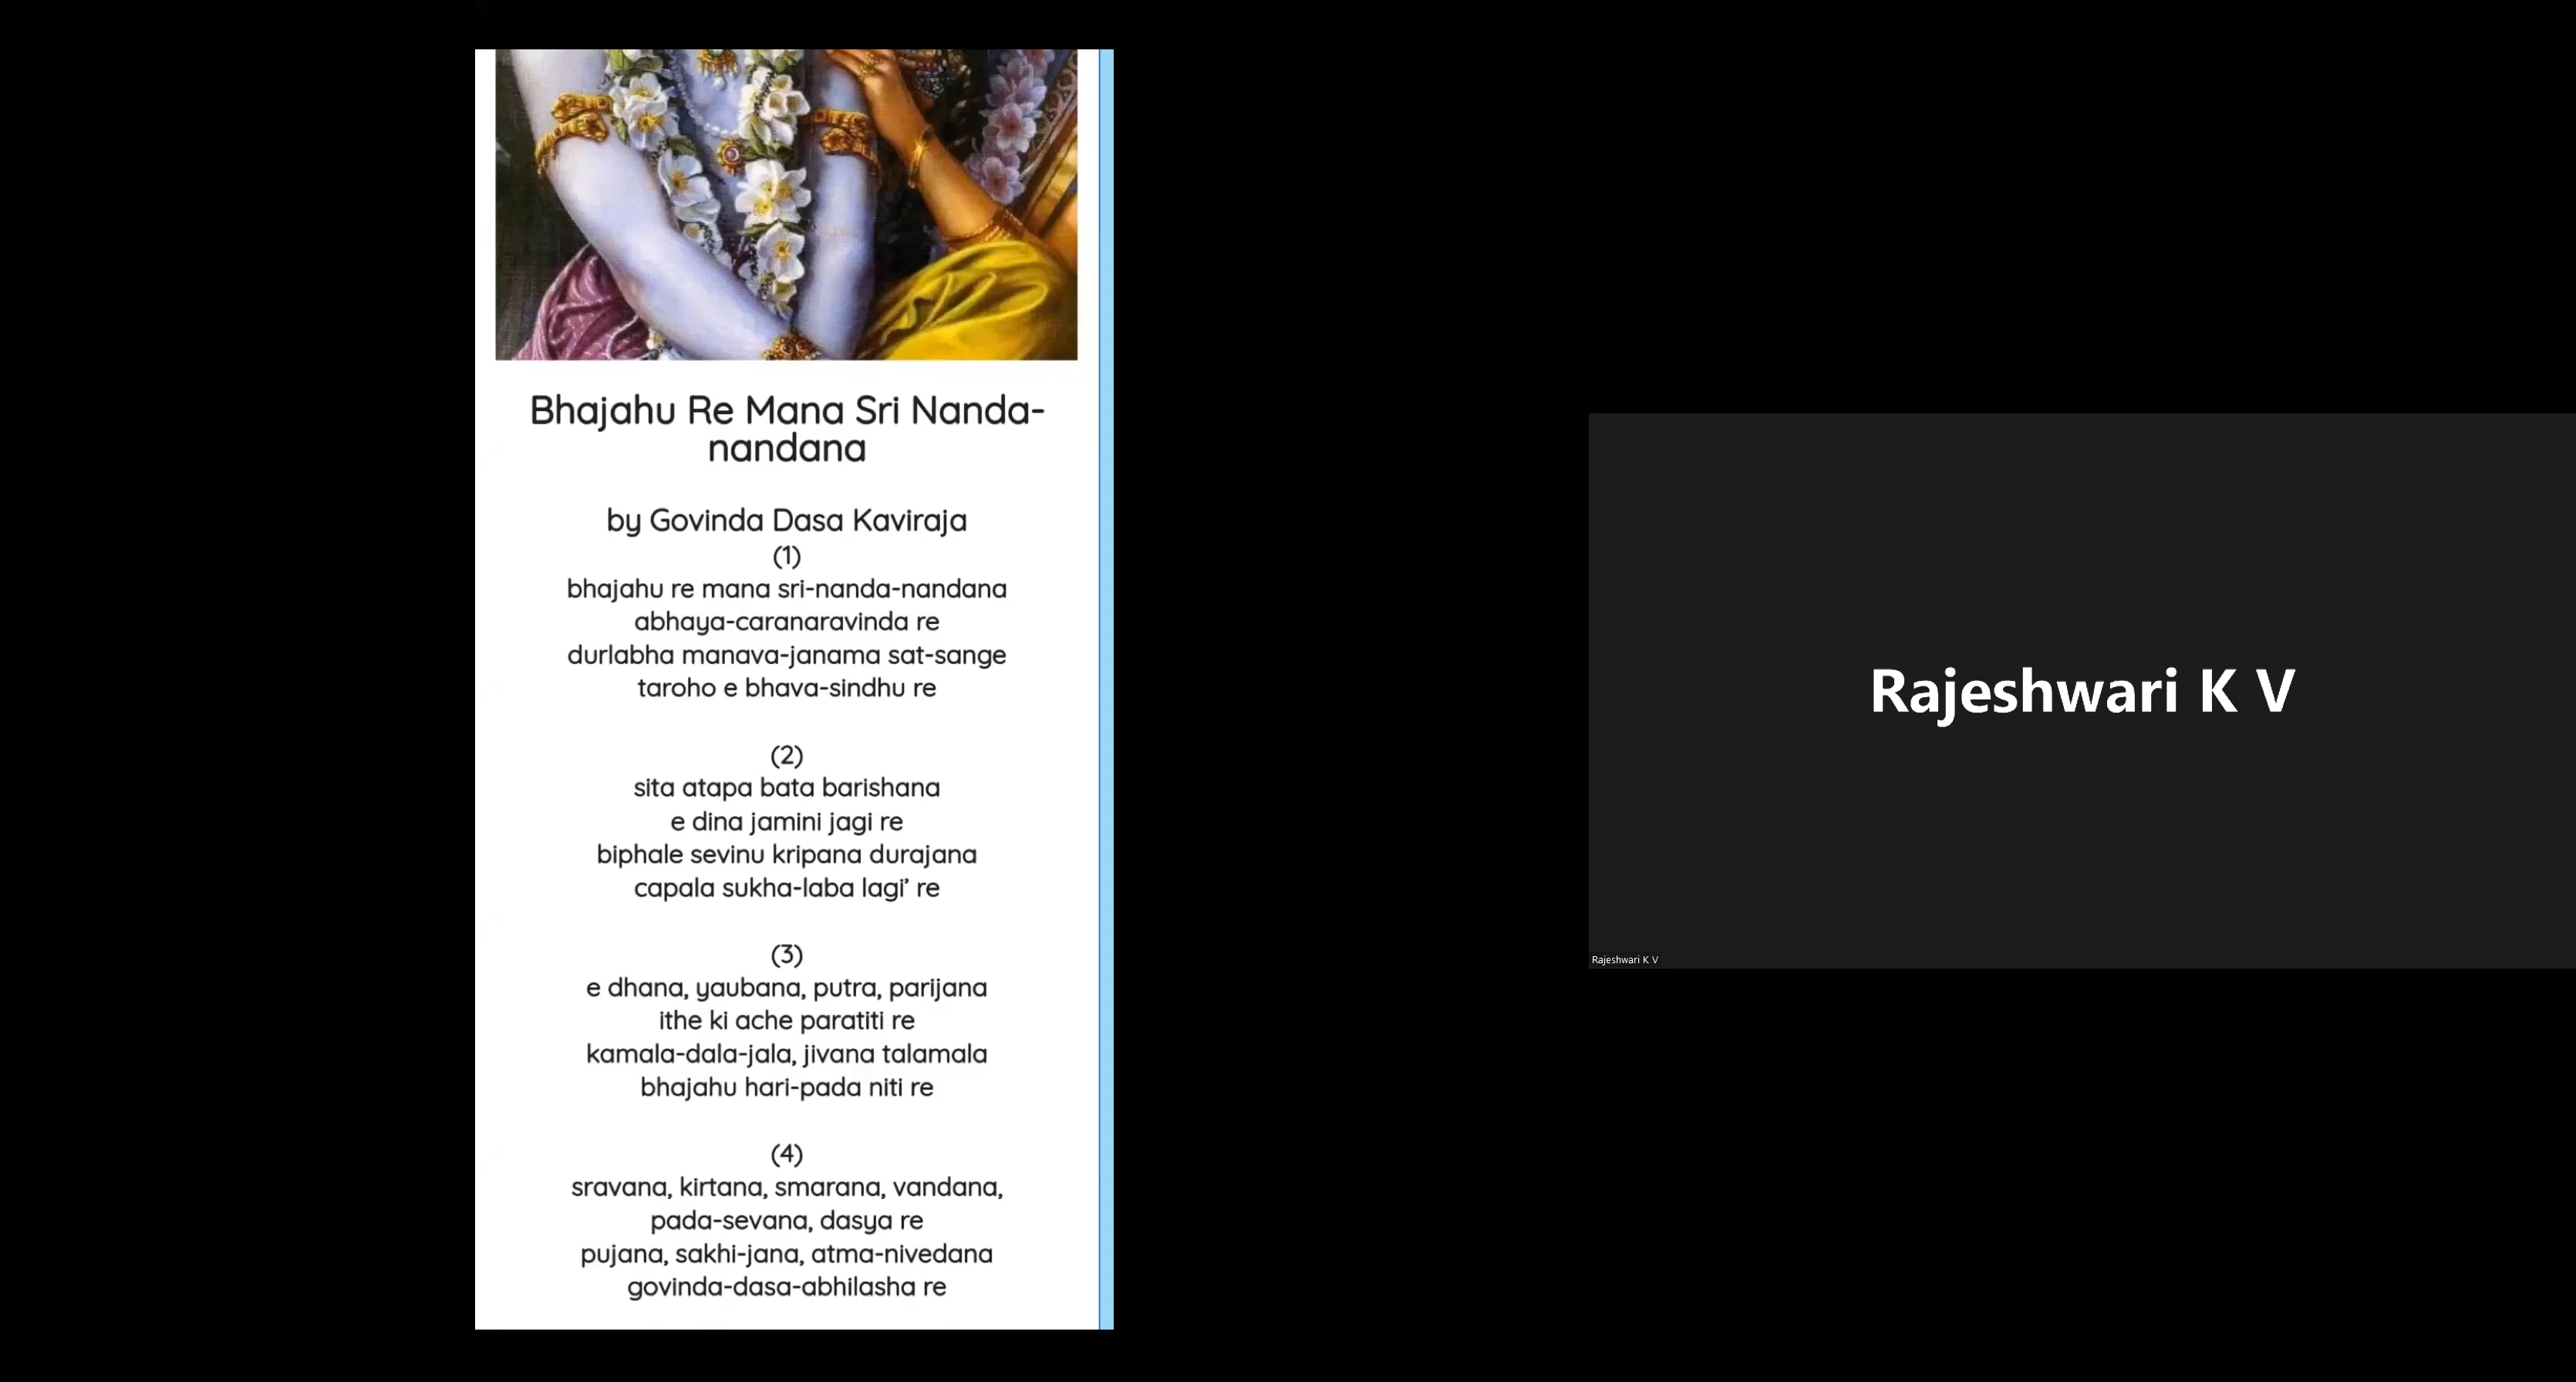 Bhajahu Re Mana Sri Nanda-
nandana
by Govinda Dasa Kaviraja
(1)
bhajahu re mana sri-nanda-nandana
abhaya-caranaravinda re
durlabha manava-janama sat-sange
taroho e bhava-sindhu re
(2)
sita atapa bata barishana
e dina jamini jagi re
biphale sevinu kripana durajana
capala sukha-laba lagi’ re
(3)
e dhana, yaubana, putra, parijana
ithe ki ache paratiti re
kamala-dala-jala, jivana talamala
bhajahu hari-pada niti re
(4)
sravana, kirtana, smarana, vandana,
pada-sevana, dasya re
pujana, sakhi-jana, atma-nivedana
govinda-dasa-abhilasha re
Rajeshwari K V
Rajeshwari K V